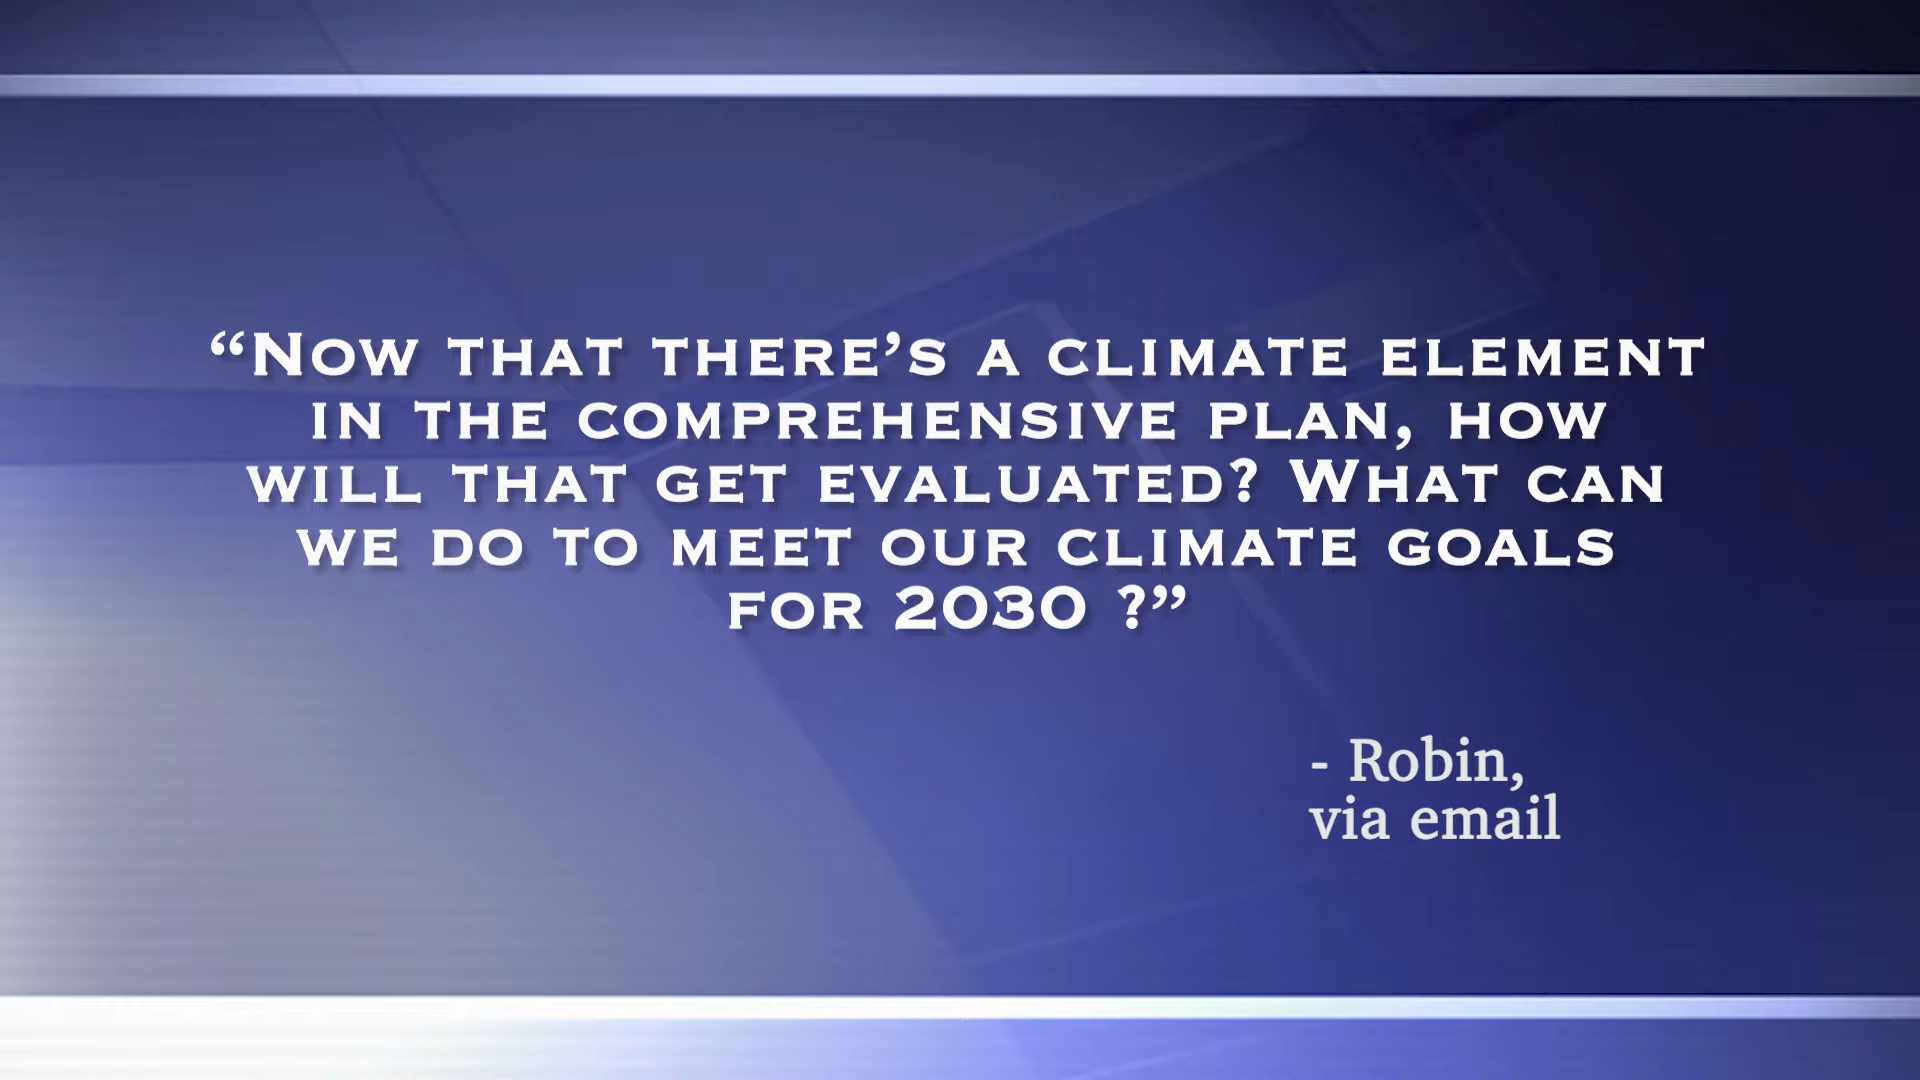 “Now that there’s a climate element
in the comprehensive plan, how
will that get evaluated? What can
we do to meet our climate goals
for 2030 ?”
- Robin,
via email